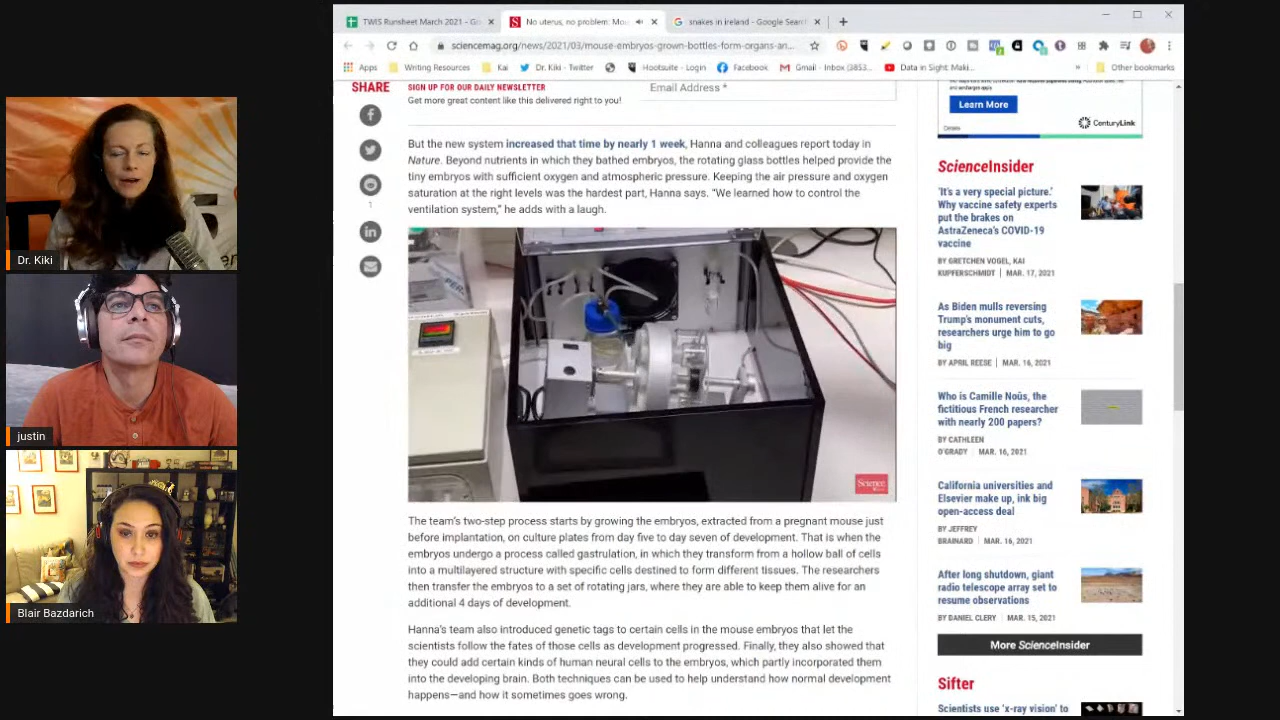 TWIS Runsheet March 2021 - Go
No uterus, no problem: Mou
snakes in ireland - Google Search
sciencemag.org/news/2021/03/mouse-embryos-grown-bottles-form-organs-an...
Apps
Writing Resources
Kai
Dr. Kiki - Twitter
Hootsuite - Login
Facebook
Gmail - Inbox (3853...
Data in Sight: Maki...
»
Other bookmarks
Dr. Kiki
justin
Blair Bazdarich
SHARE
1
SIGN UP FOR OUR DAILY NEWSLETTER
Get more great content like this delivered right to you!
Email Address *
But the new system increased that time by nearly 1 week, Hanna and colleagues report today in
Nature. Beyond nutrients in which they bathed embryos, the rotating glass bottles helped provide the
tiny embryos with sufficient oxygen and atmospheric pressure. Keeping the air pressure and oxygen
saturation at the right levels was the hardest part, Hanna says. “We learned how to control the
ventilation system,” he adds with a laugh.
Science
The team’s two-step process starts by growing the embryos, extracted from a pregnant mouse just
before implantation, on culture plates from day five to day seven of development. That is when the
embryos undergo a process called gastrulation, in which they transform from a hollow ball of cells
into a multilayered structure with specific cells destined to form different tissues. The researchers
then transfer the embryos to a set of rotating jars, where they are able to keep them alive for an
additional 4 days of development.
Hanna’s team also introduced genetic tags to certain cells in the mouse embryos that let the
scientists follow the fates of those cells as development progressed. Finally, they also showed that
they could add certain kinds of human neural cells to the embryos, which partly incorporated them
into the developing brain. Both techniques can be used to help understand how normal development
happens—and how it sometimes goes wrong.
Learn More
CenturyLink
Details
ScienceInsider
‘It’s a very special picture.’
Why vaccine safety experts
put the brakes on
AstraZeneca’s COVID-19
vaccine
BY GRETCHEN VOGEL, KAI
KUPFERSCHMIDT | MAR. 17, 2021
As Biden mulls reversing
Trump’s monument cuts,
researchers urge him to go
big
BY APRIL REESE | MAR. 16, 2021
Who is Camille Noûs, the
fictitious French researcher
with nearly 200 papers?
BY CATHLEEN
O’GRADY | MAR. 16, 2021
California universities and
Elsevier make up, ink big
open-access deal
BY JEFFREY
BRAINARD | MAR. 16, 2021
After long shutdown, giant
radio telescope array set to
resume observations
BY DANIEL CLERY | MAR. 15, 2021
More ScienceInsider
Sifter
Scientists use ‘x-ray vision’ to